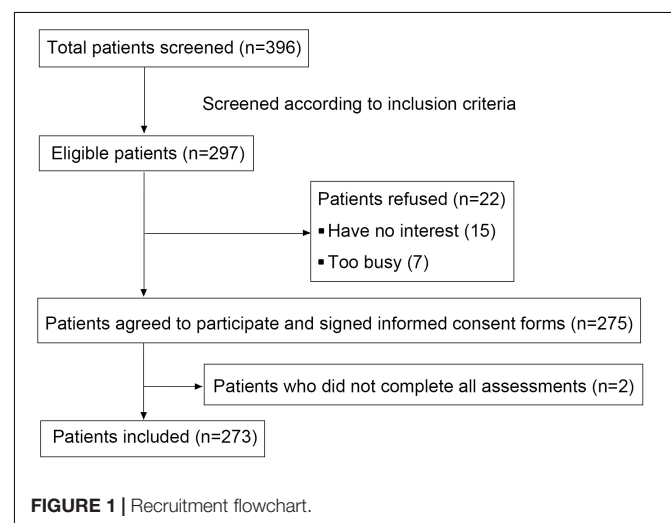 Total patients screened (n=396)
Screened according to inclusion criteria
Eligible patients (n=297)
Patients refused (n=22)
▪ Have no interest (15)
▪ Too busy (7)
Patients agreed to participate and signed informed consent forms (n=275)
Patients who did not complete all assessments (n=2)
Patients included (n=273)
FIGURE 1 | Recruitment flowchart.